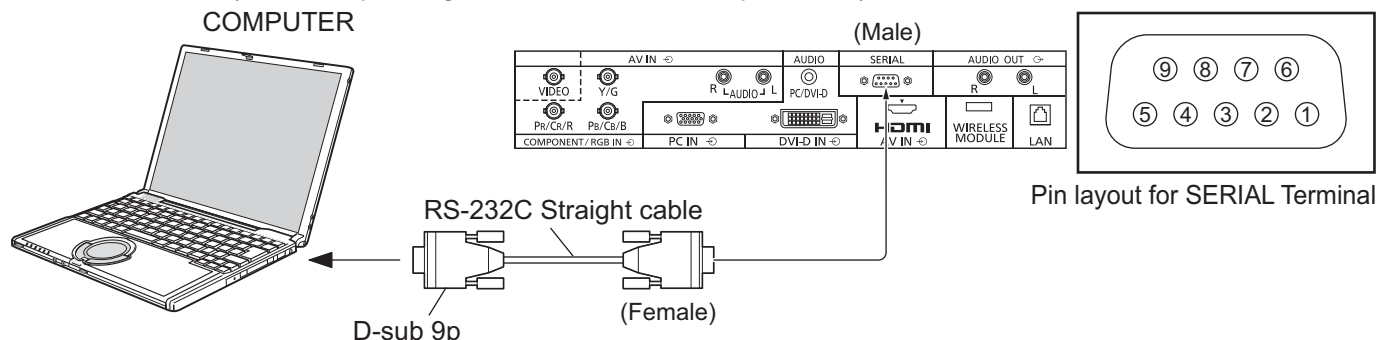 COMPUTER
(Male)
AV IN
AUDIO
SERIAL
AUDIO OUT
VIDEO
Y/G
R AUDIO L
PC/DVI-D
R
L
PR/CR/R
PB/CB/B
HDMI
WIRELESS
MODULE
COMPONENT/RGB IN
PC IN
DVI-D IN
AV IN
LAN
9 8 7 6
5 4 3 2 1
Pin layout for SERIAL Terminal
RS-232C Straight cable
(Female)
D-sub 9p